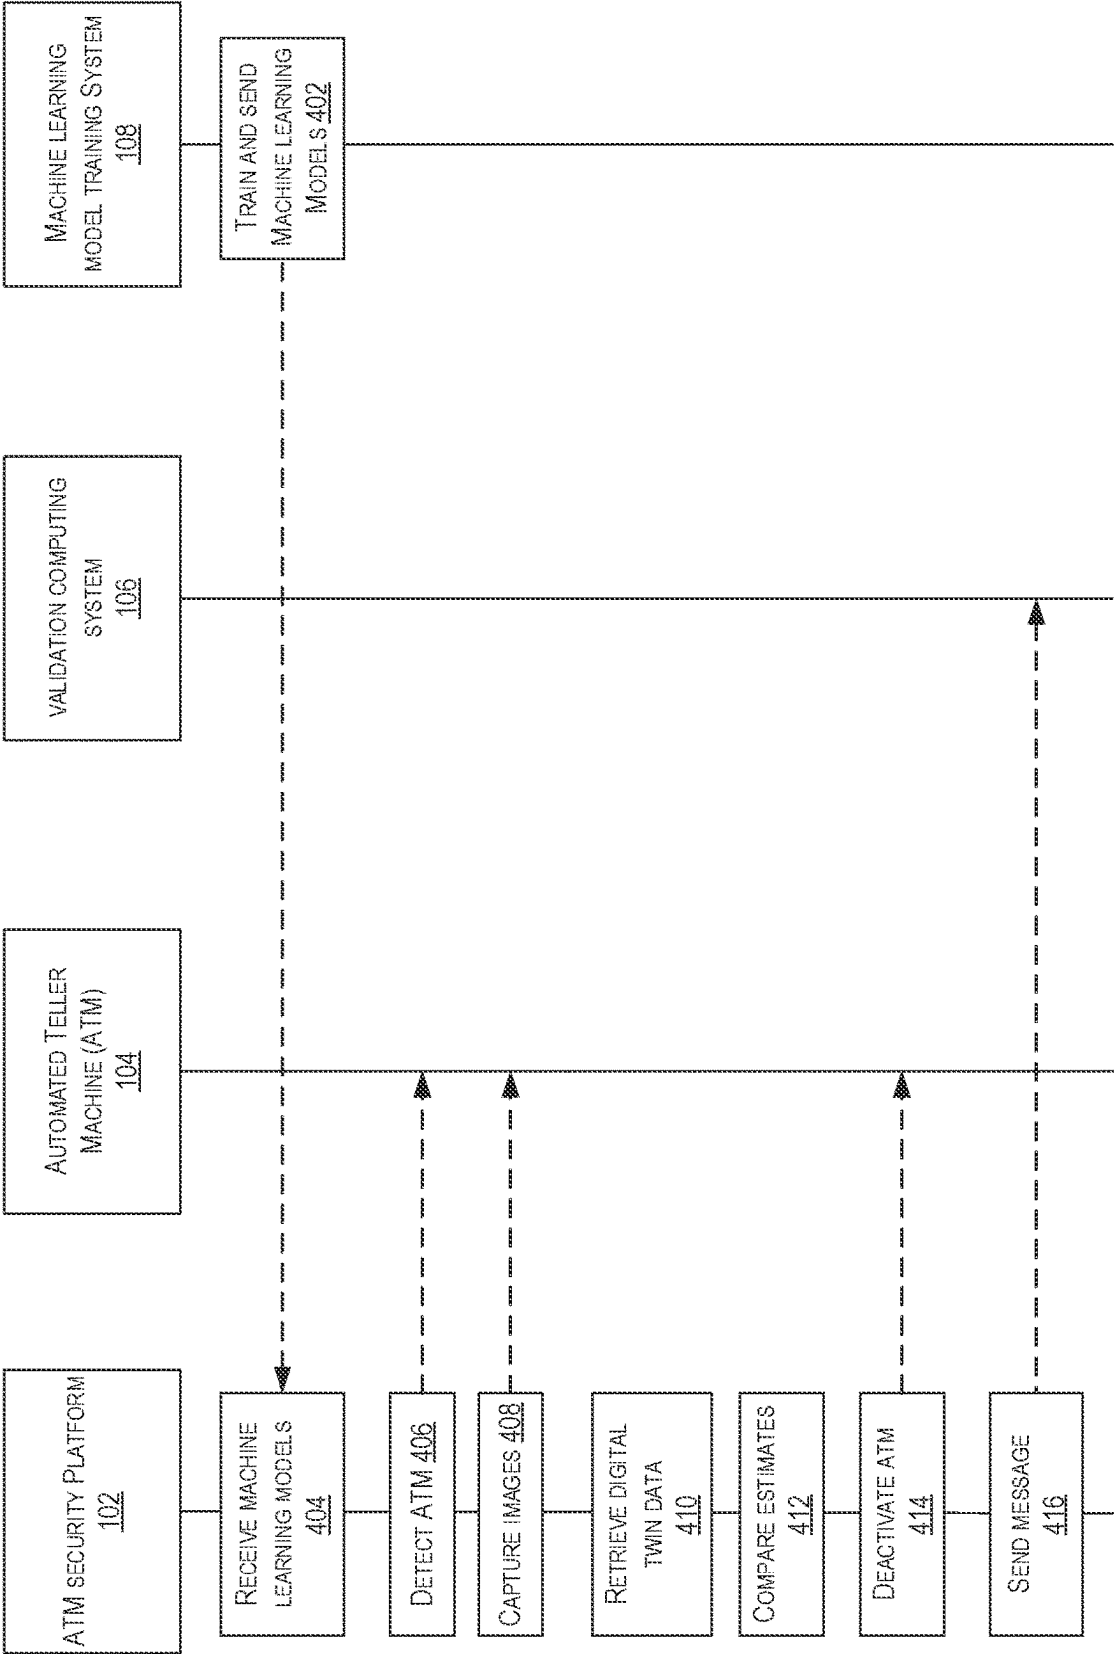 ATM SECURITY PLATFORM
102
AUTOMATED TELLER
MACHINE (ATM)
104
VALIDATION COMPUTING
SYSTEM
106
MACHINE LEARNING
MODEL TRAINING SYSTEM
108
TRAIN AND SEND
MACHINE LEARNING
MODELS 402
RECEIVE MACHINE
LEARNING MODELS
404
DETECT ATM 406
CAPTURE IMAGES 408
RETRIEVE DIGITAL
TWIN DATA
410
COMPARE ESTIMATES
412
DEACTIVATE ATM
414
SEND MESSAGE
416